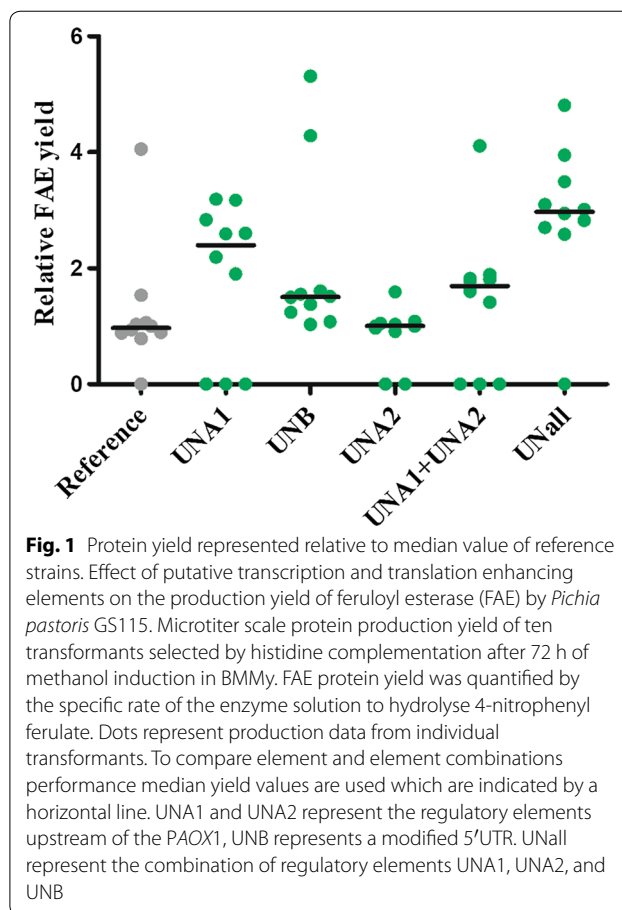 6
4
2
0
Relative FAE yield
Reference
UNA1
UNB
UNA2
UNA1+UNA2
UNall
Fig. 1 Protein yield represented relative to median value of reference
strains. Effect of putative transcription and translation enhancing
elements on the production yield of feruloyl esterase (FAE) by Pichia
pastoris GS115. Microtiter scale protein production yield of ten
transformants selected by histidine complementation after 72 h of
methanol induction in BMMy. FAE protein yield was quantified by
the specific rate of the enzyme solution to hydrolyse 4-nitrophenyl
ferulate. Dots represent production data from individual
transformants. To compare element and element combinations
performance median yield values are used which are indicated by a
horizontal line. UNA1 and UNA2 represent the regulatory elements
upstream of the PAOX1, UNB represents a modified 5′UTR. UNall
represent the combination of regulatory elements UNA1, UNA2, and
UNB